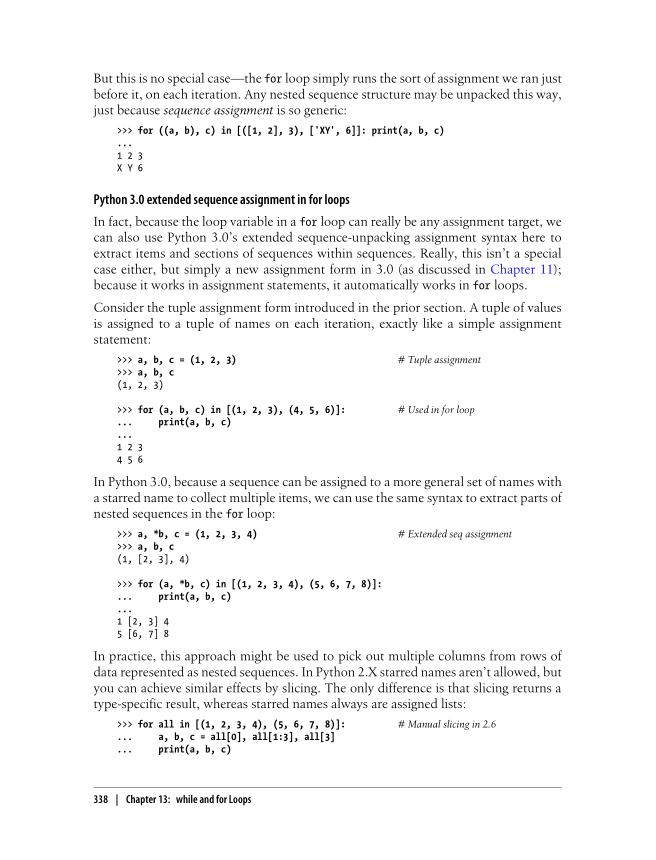 But this is no special case—the for loop simply runs the sort of assignment we ran just
before it, on each iteration. Any nested sequence structure may be unpacked this way,
just because sequence assignment is so generic:
>>> for ((a, b), c) in [([1, 2], 3), ['XY', 6]]: print(a, b, c)
...
1 2 3
X Y 6
Python 3.0 extended sequence assignment in for loops
In fact, because the loop variable in a for loop can really be any assignment target, we
can also use Python 3.0's extended sequence-unpacking assignment syntax here to
extract items and sections of sequences within sequences. Really, this isn't a special
case either, but simply a new assignment form in 3.0 (as discussed in Chapter 11);
because it works in assignment statements, it automatically works in for loops.
Consider the tuple assignment form introduced in the prior section. A tuple of values
is assigned to a tuple of names on each iteration, exactly like a simple assignment
statement:
>>> a, b, c = (1, 2, 3) # Tuple assignment
>>> a, b, c
(1, 2, 3)
>>> for (a, b, c) in [(1, 2, 3), (4, 5, 6)]: # Used in for loop
... print(a, b, c)
...
1 2 3
4 5 6
In Python 3.0, because a sequence can be assigned to a more general set of names with
a starred name to collect multiple items, we can use the same syntax to extract parts of
nested sequences in the for loop:
>>> a, *b, c = (1, 2, 3, 4) # Extended seq assignment
>>> a, b, c
(1, [2, 3], 4)
>>> for (a, *b, c) in [(1, 2, 3, 4), (5, 6, 7, 8)]:
... print(a, b, c)
...
1 [2, 3] 4
5 [6, 7] 8
In practice, this approach might be used to pick out multiple columns from rows of
data represented as nested sequences. In Python 2.X starred names aren't allowed, but
you can achieve similar effects by slicing. The only difference is that slicing returns a
type-specific result, whereas starred names always are assigned lists:
>>> for all in [(1, 2, 3, 4), (5, 6, 7, 8)]: # Manual slicing in 2.6
... a, b, c = all[0], all[1:3], all[3]
... print(a, b, c)
338 | Chapter 13: while and for Loops